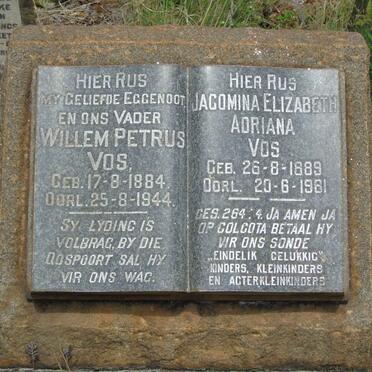 HIER RUS
MY GELIEFDE EGGENOOT
EN ONS VADER
WILLEM PETRUS
VOS,
GEB. 17-8-1884,
OORL. 25-8-1944.
SY LYDING IS
VOLBRAG, BY DIE
OOSPOORT SAL HY
VIR ONS WAG.
HIER RUS
JACOMINA ELIZABETH
ADRIANA
VOS
GEB. 26-8-1889
OORL. 20-6-1961
GES. 264:4. JA AMEN JA
OP GOLGOTA BETAAL HY
VIR ONS SONDE
„EINDELIK GELUKKIG"
KINDERS, KLEINKINDERS
EN AGTERKLEINKINDERS